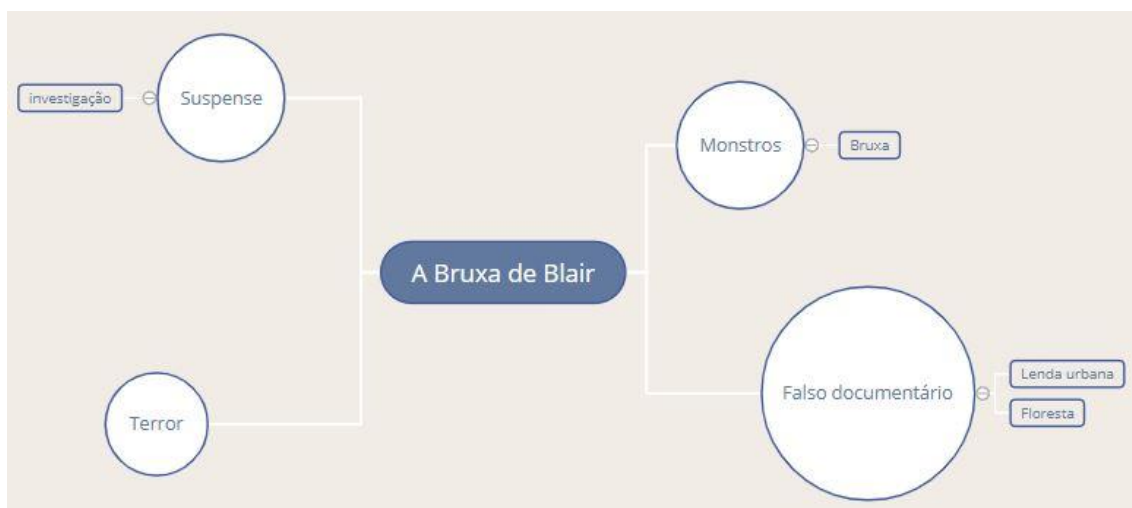 investigação
Suspense
Monstros
Bruxa
A Bruxa de Blair
Terror
Falso documentário
Lenda urbana
Floresta